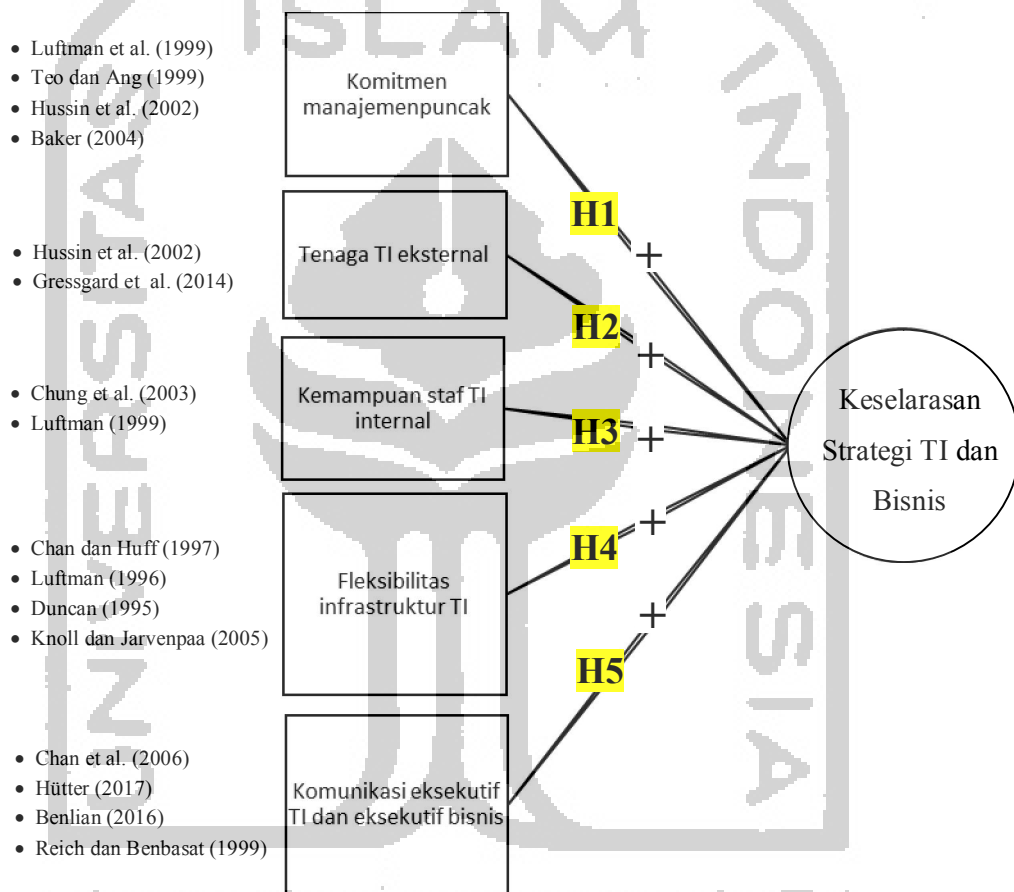 • Luftman et al. (1999)
• Teo dan Ang (1999)
• Hussin et al. (2002)
• Baker (2004)
Komitmen
manajemenpuncak
H1
+
• Hussin et al. (2002)
• Gressgard et al. (2014)
Tenaga TI eksternal
H2
+
• Chung et al. (2003)
• Luftman (1999)
Kemampuan staf TI
internal
H3
+
• Chan dan Huff (1997)
• Luftman (1996)
• Duncan (1995)
• Knoll dan Jarvenpaa (2005)
Fleksibilitas
infrastruktur TI
H4
+
• Chan et al. (2006)
• Hütter (2017)
• Benlian (2016)
• Reich dan Benbasat (1999)
Komunikasi eksekutif
TI dan eksekutif bisnis
H5
+
Keselarasan
Strategi TI dan
Bisnis
UNIVERSITAS
ISLAM
INDONESIA